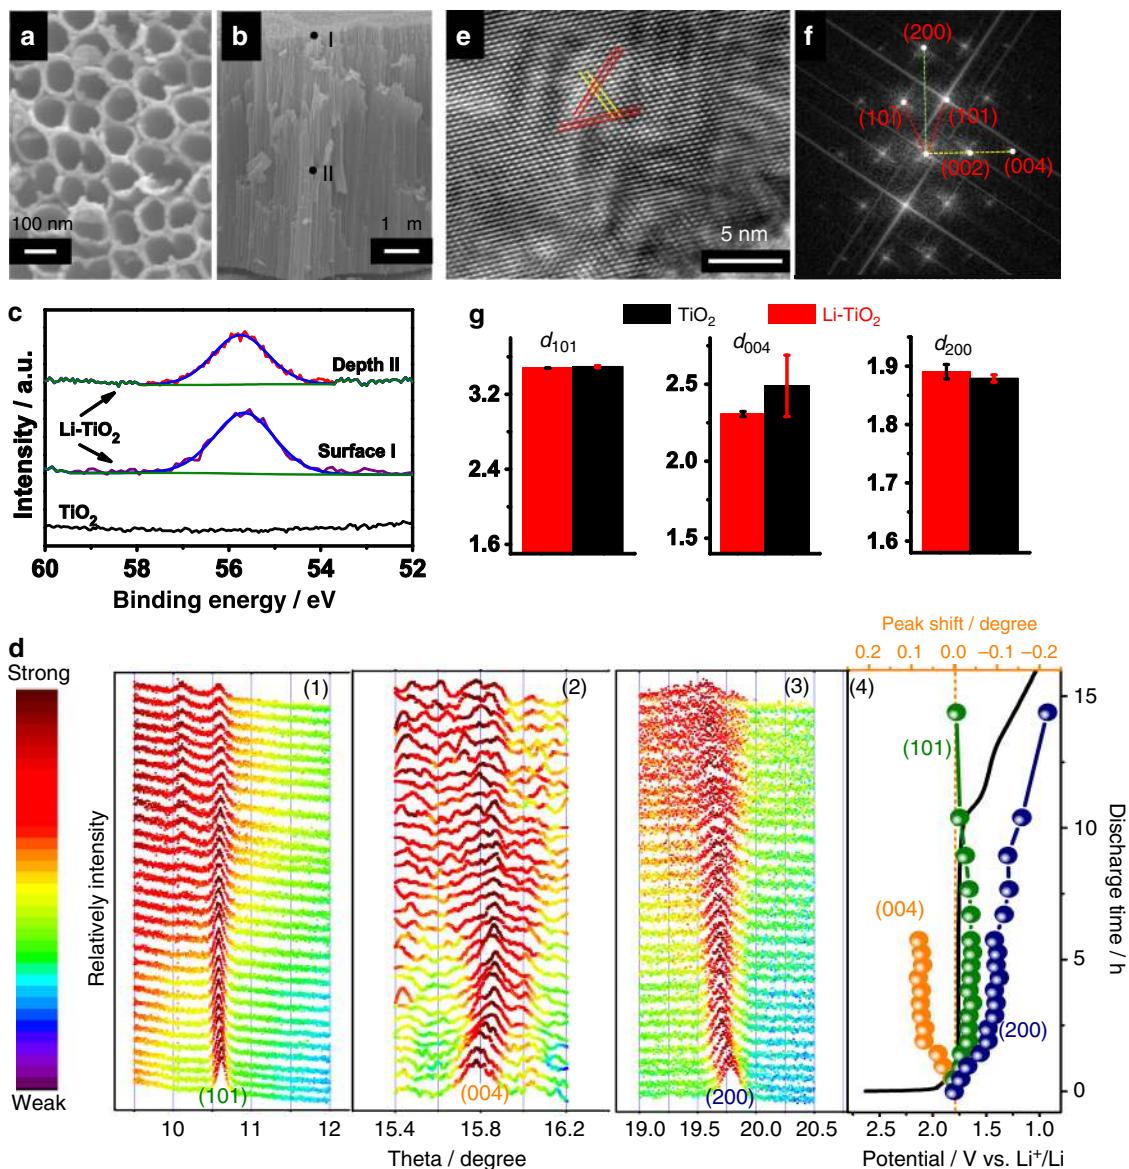 a
100 nm
b
I
II
1 m
e
5 nm
f
(200)
(101)
(101)
(002)
(004)
c
Intensity / a.u.
Depth II
Li-TiO₂
Surface I
TiO₂
60 58 56 54 52
Binding energy / eV
g
TiO₂
Li-TiO₂
d₁₀₁
3.2
2.4
1.6
d₀₀₄
2.5
2.0
1.5
d₂₀₀
1.9
1.8
1.7
1.6
d
Strong
Weak
Relatively intensity
(1)
(101)
10 11 12
(2)
(004)
15.4 15.8 16.2
(3)
(200)
19.0 19.5 20.0 20.5
Theta / degree
Peak shift / degree
0.2 0.1 0.0 −0.1 −0.2
(4)
(101)
(004)
(200)
15
10
5
0
Discharge time / h
2.5 2.0 1.5 1.0
Potential / V vs. Li⁺/Li